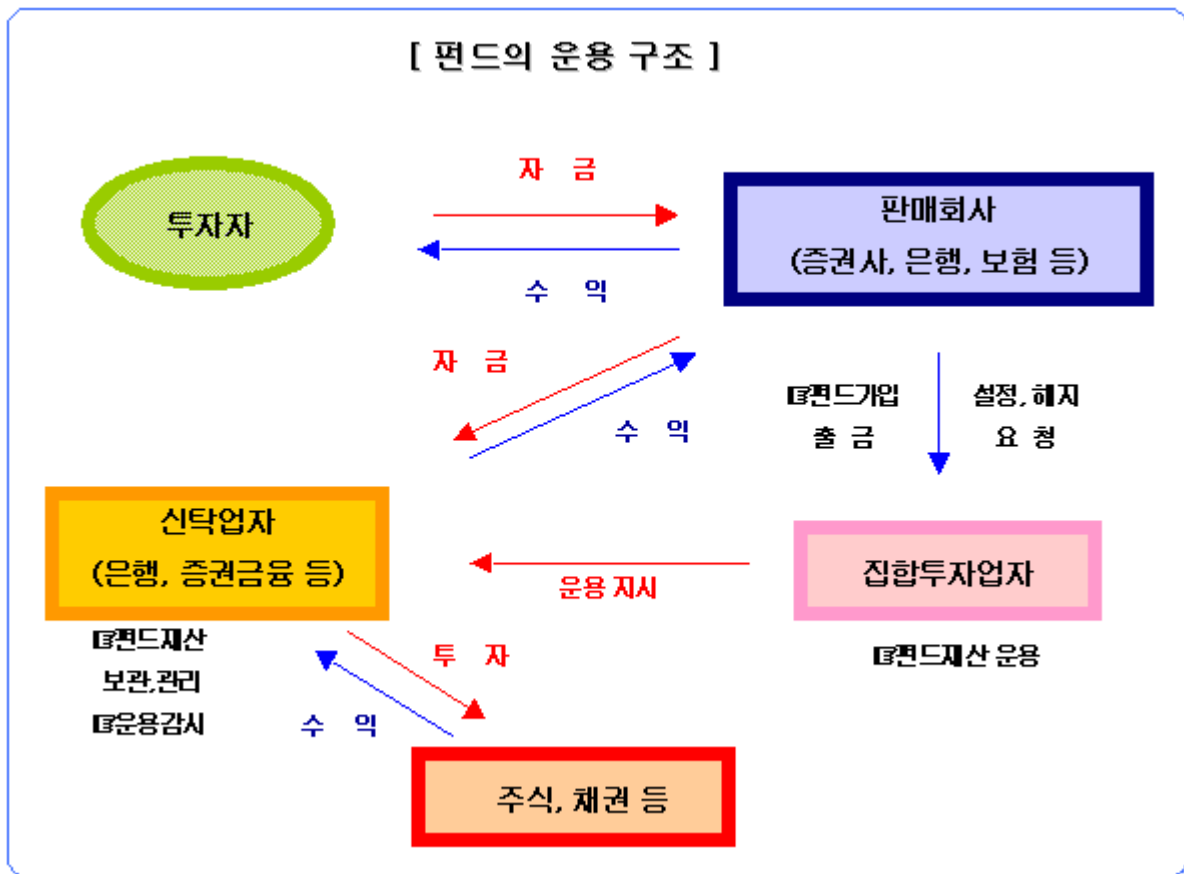 [ 펀드의 운용 구조 ]
자 금
투자자
판매회사
(증권사, 은행, 보험 등)
수 익
자 금
수 익
☞펀드가입
출 금
설정, 해지
요 청
신탁업자
(은행, 증권금융 등)
운용 지시
집합투자업자
☞펀드재산
보관,관리
☞운용감시
투 자
수 익
☞펀드재산 운용
주식, 채권 등